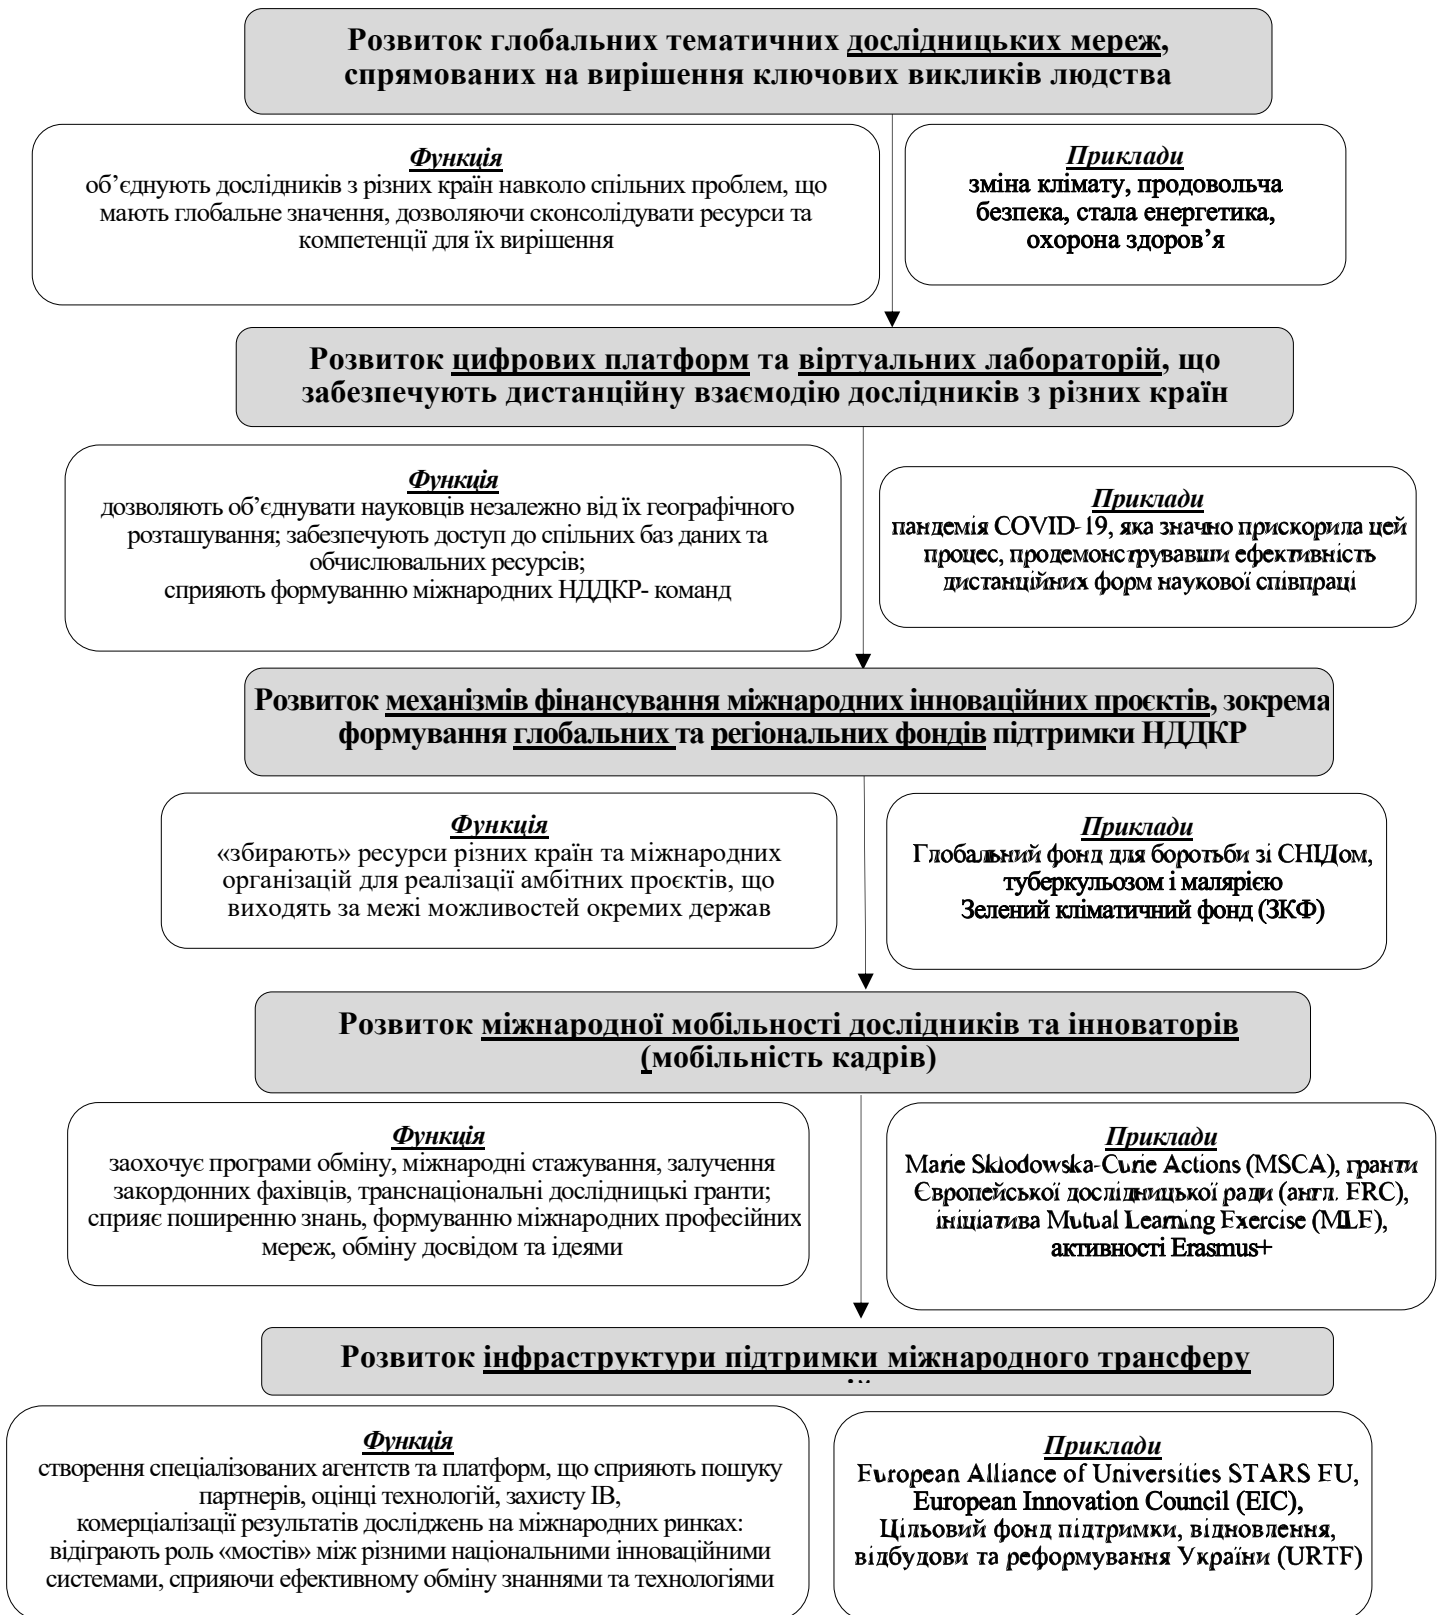 Розвиток глобальних тематичних дослідницьких мереж,
спрямованих на вирішення ключових викликів людства
Функція
об’єднують дослідників з різних країн навколо спільних проблем, що
мають глобальне значення, дозволяючи сконсолідувати ресурси та
компетенції для їх вирішення
Приклади
зміна клімату, продовольча
безпека, стала енергетика,
охорона здоров’я
Розвиток цифрових платформ та віртуальних лабораторій, що
забезпечують дистанційну взаємодію дослідників з різних країн
Функція
дозволяють об’єднувати науковців незалежно від їх географічного
розташування; забезпечують доступ до спільних баз даних та
обчислювальних ресурсів;
сприяють формуванню міжнародних НДДКР- команд
Приклади
пандемія COVID-19, яка значно прискорила цей
процес, продемонструвавши ефективність
дистанційних форм наукової співпраці
Розвиток механізмів фінансування міжнародних інноваційних проєктів, зокрема
формування глобальних та регіональних фондів підтримки НДДКР
Функція
«збирають» ресурси різних країн та міжнародних
організацій для реалізації амбітних проєктів, що
виходять за межі можливостей окремих держав
Приклади
Глобальний фонд для боротьби зі СНІДом,
туберкульозом і малярією
Зелений кліматичний фонд (ЗКФ)
Розвиток міжнародної мобільності дослідників та інноваторів
(мобільність кадрів)
Функція
заохочує програми обміну, міжнародні стажування, залучення
закордонних фахівців, транснаціональні дослідницькі гранти;
сприяє поширенню знань, формуванню міжнародних професійних
мереж, обміну досвідом та ідеями
Приклади
Marie Sklodowska-Curie Actions (MSCA), гранти
Європейської дослідницької ради (англ. ERC),
ініціатива Mutual Learning Exercise (MLE),
активності Erasmus+
Розвиток інфраструктури підтримки міжнародного трансферу
Функція
створення спеціалізованих агентств та платформ, що сприяють пошуку
партнерів, оцінці технологій, захисту ІВ,
комерціалізації результатів досліджень на міжнародних ринках:
відіграють роль «мостів» між різними національними інноваційними
системами, сприяючи ефективному обміну знаннями та технологіями
Приклади
European Alliance of Universities STARS EU,
European Innovation Council (EIC),
Цільовий фонд підтримки, відновлення,
відбудови та реформування України (URTF)